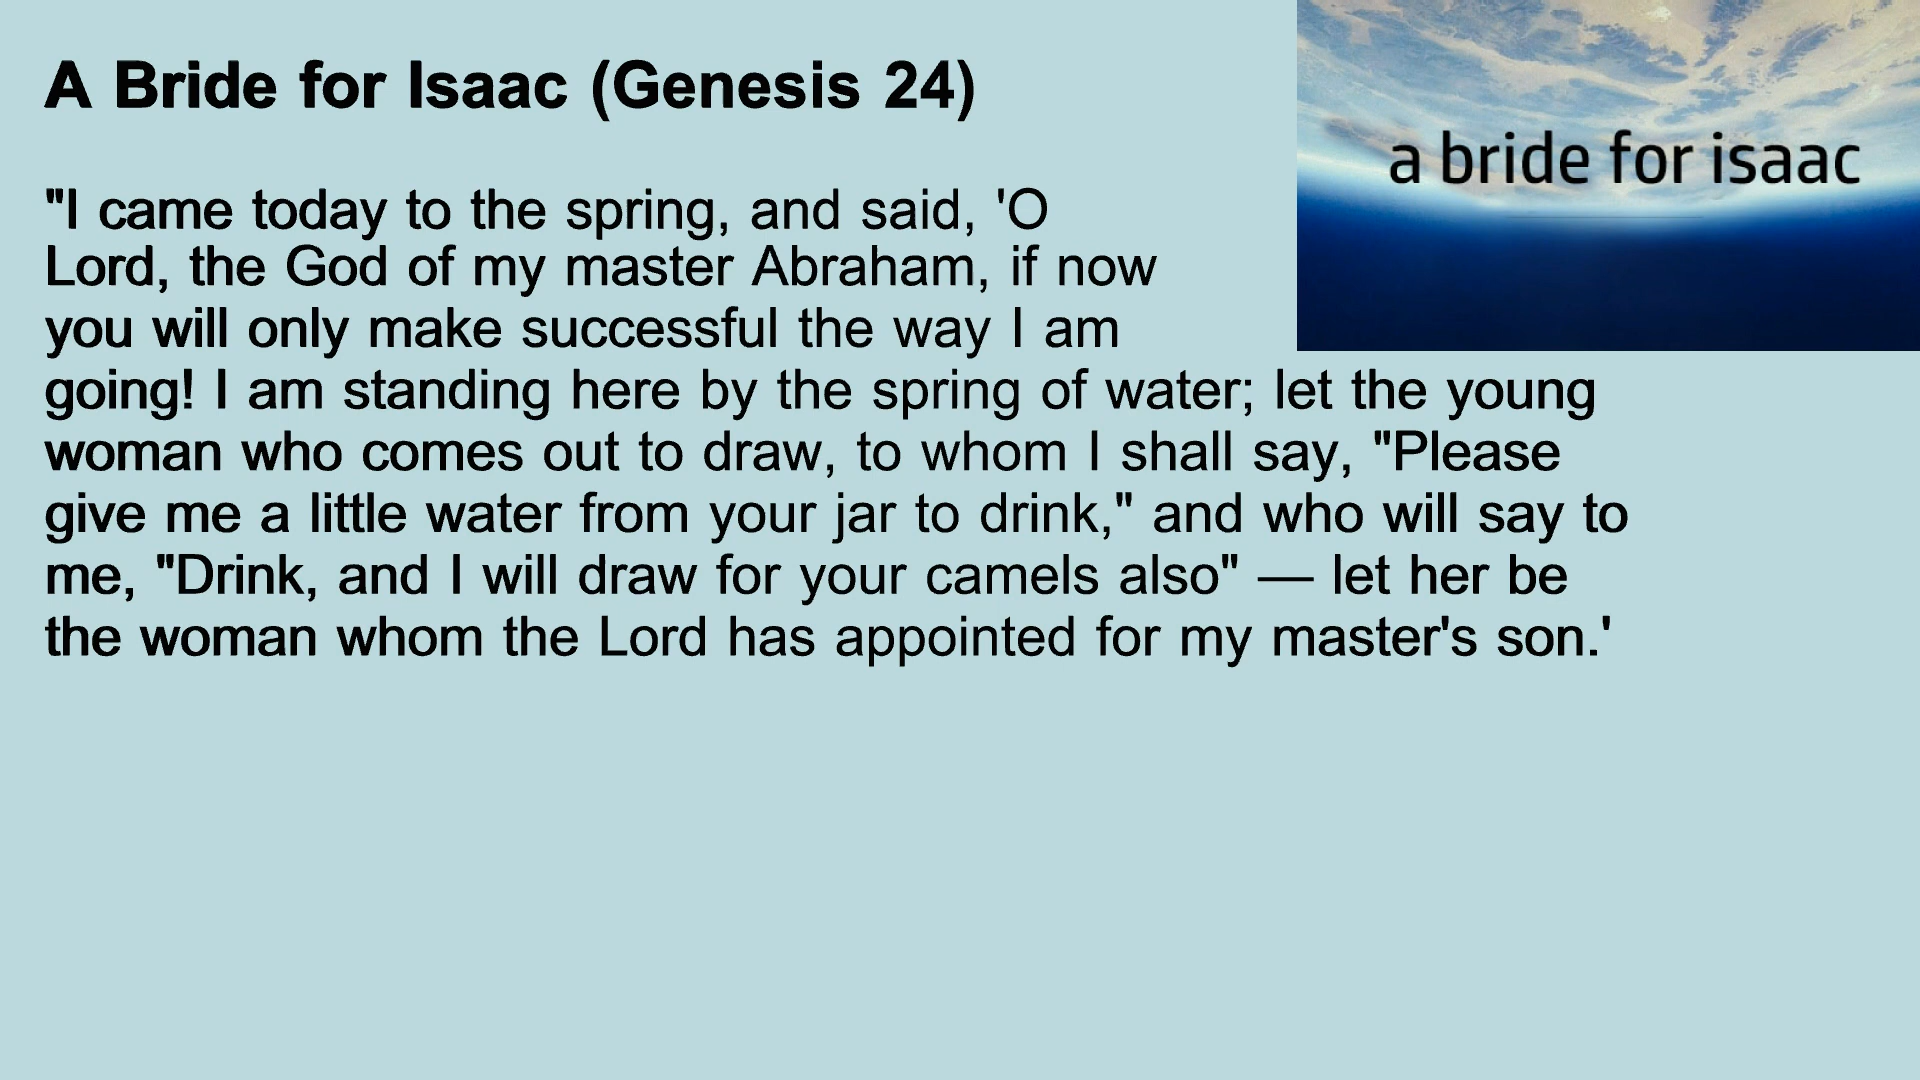 A Bride for Isaac (Genesis 24)
a bride for isaac
"I came today to the spring, and said, 'O
Lord, the God of my master Abraham, if now
you will only make successful the way I am
going! I am standing here by the spring of water; let the young
woman who comes out to draw, to whom I shall say, "Please
give me a little water from your jar to drink," and who will say to
me, "Drink, and I will draw for your camels also" — let her be
the woman whom the Lord has appointed for my master's son.'